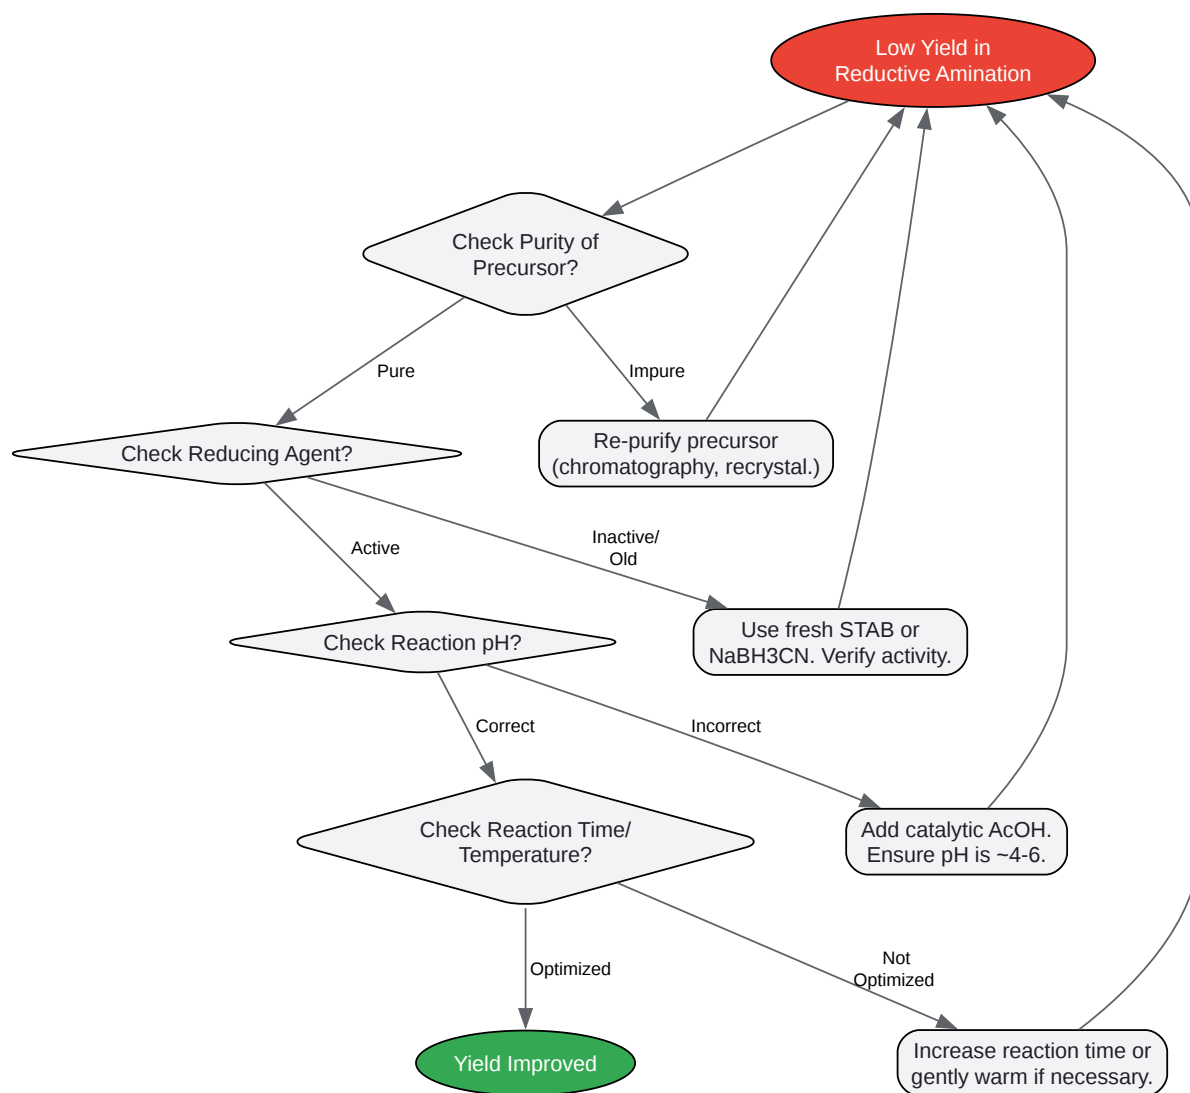 Low Yield in
Reductive Amination
Check Purity of
Precursor?
Pure
Impure
Check Reducing Agent?
Re-purify precursor
(chromatography, recrystal.)
Active
Inactive/
Old
Check Reaction pH?
Use fresh STAB or
NaBH3CN. Verify activity.
Correct
Incorrect
Check Reaction Time/
Temperature?
Add catalytic AcOH.
Ensure pH is ~4-6.
Optimized
Not
Optimized
Yield Improved
Increase reaction time or
gently warm if necessary.